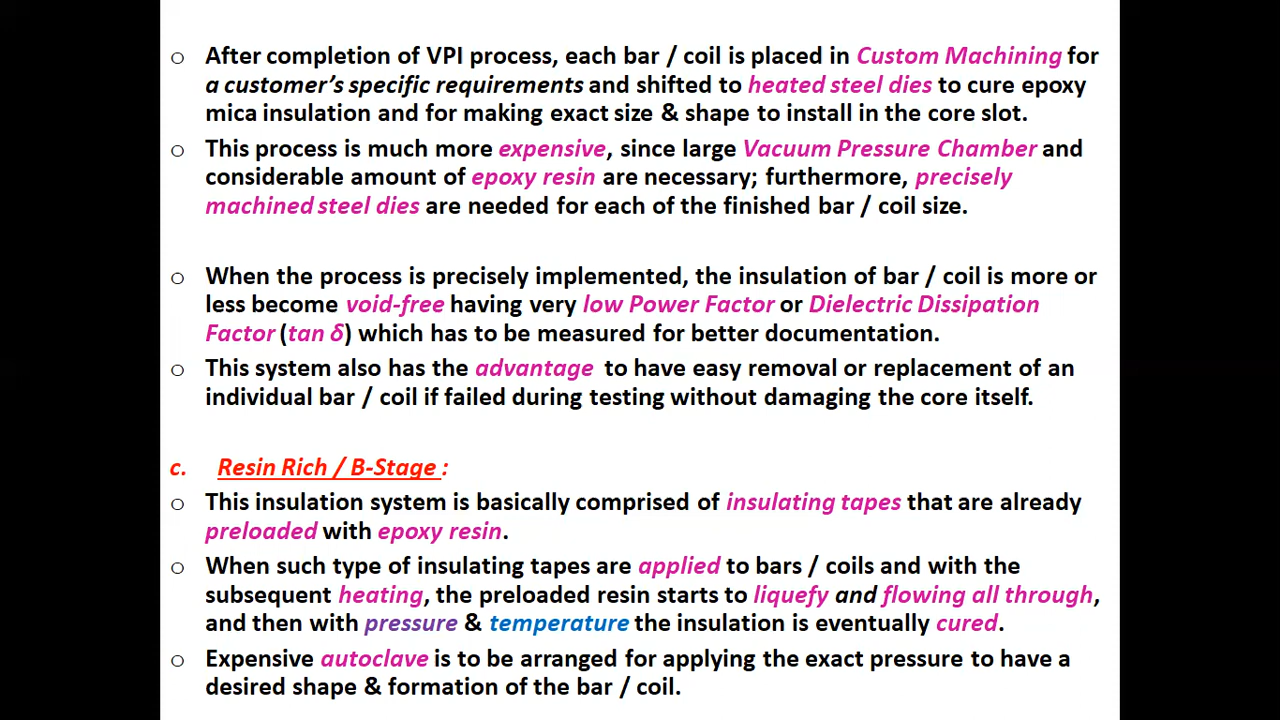 ○ After completion of VPI process, each bar / coil is placed in Custom Machining for
a customer's specific requirements and shifted to heated steel dies to cure epoxy
mica insulation and for making exact size & shape to install in the core slot.
○ This process is much more expensive, since large Vacuum Pressure Chamber and
considerable amount of epoxy resin are necessary; furthermore, precisely
machined steel dies are needed for each of the finished bar / coil size.
○ When the process is precisely implemented, the insulation of bar / coil is more or
less become void-free having very low Power Factor or Dielectric Dissipation
Factor (tan δ) which has to be measured for better documentation.
○ This system also has the advantage to have easy removal or replacement of an
individual bar / coil if failed during testing without damaging the core itself.
c. Resin Rich / B-Stage :
○ This insulation system is basically comprised of insulating tapes that are already
preloaded with epoxy resin.
○ When such type of insulating tapes are applied to bars / coils and with the
subsequent heating, the preloaded resin starts to liquefy and flowing all through,
and then with pressure & temperature the insulation is eventually cured.
○ Expensive autoclave is to be arranged for applying the exact pressure to have a
desired shape & formation of the bar / coil.